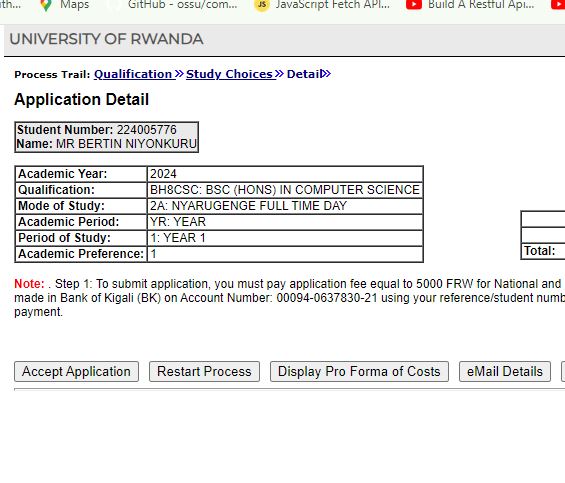 Maps
GitHub - ossu/com...
JS
JavaScript Fetch API...
Build A Restful Api...
UNIVERSITY OF RWANDA
Process Trail: Qualification » Study Choices » Detail»
Application Detail
Student Number: 224005776
Name: MR BERTIN NIYONKURU
Academic Year: 2024
Qualification: BH8CSC: BSC (HONS) IN COMPUTER SCIENCE
Mode of Study: 2A: NYARUGENGE FULL TIME DAY
Academic Period: YR: YEAR
Period of Study: 1: YEAR 1
Academic Preference: 1
Total:
Note: . Step 1: To submit application, you must pay application fee equal to 5000 FRW for National and
made in Bank of Kigali (BK) on Account Number: 00094-0637830-21 using your reference/student numb
payment.
Accept Application Restart Process Display Pro Forma of Costs eMail Details